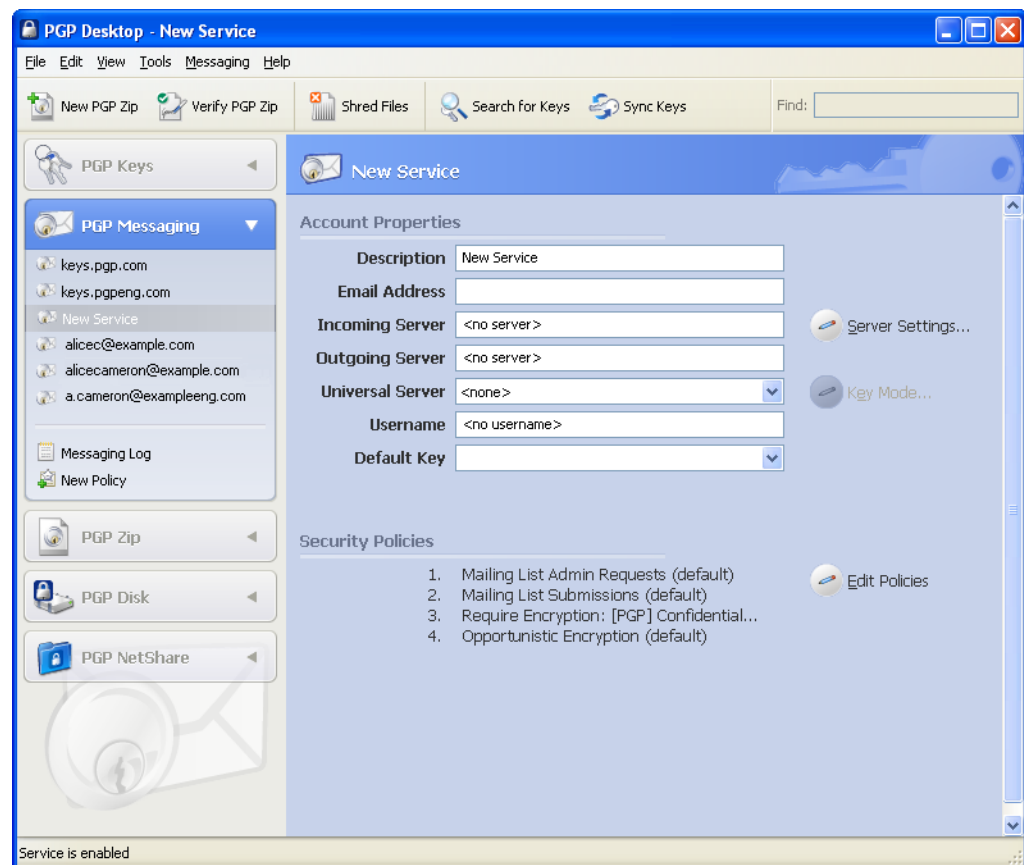 PGP Desktop - New Service
File Edit View Tools Messaging Help
New PGP Zip Verify PGP Zip Shred Files Search for Keys Sync Keys Find:
PGP Keys
PGP Messaging
keys.pgp.com
keys.pgpeng.com
New Service
alicec@example.com
alicecameron@example.com
a.cameron@exampleeng.com
Messaging Log
New Policy
PGP Zip
PGP Disk
PGP NetShare
New Service
Account Properties
Description New Service
Email Address
Incoming Server <no server> Server Settings...
Outgoing Server <no server>
Universal Server <none> Key Mode...
Username <no username>
Default Key
Security Policies
1. Mailing List Admin Requests (default) Edit Policies
2. Mailing List Submissions (default)
3. Require Encryption: [PGP] Confidential...
4. Opportunistic Encryption (default)
Service is enabled